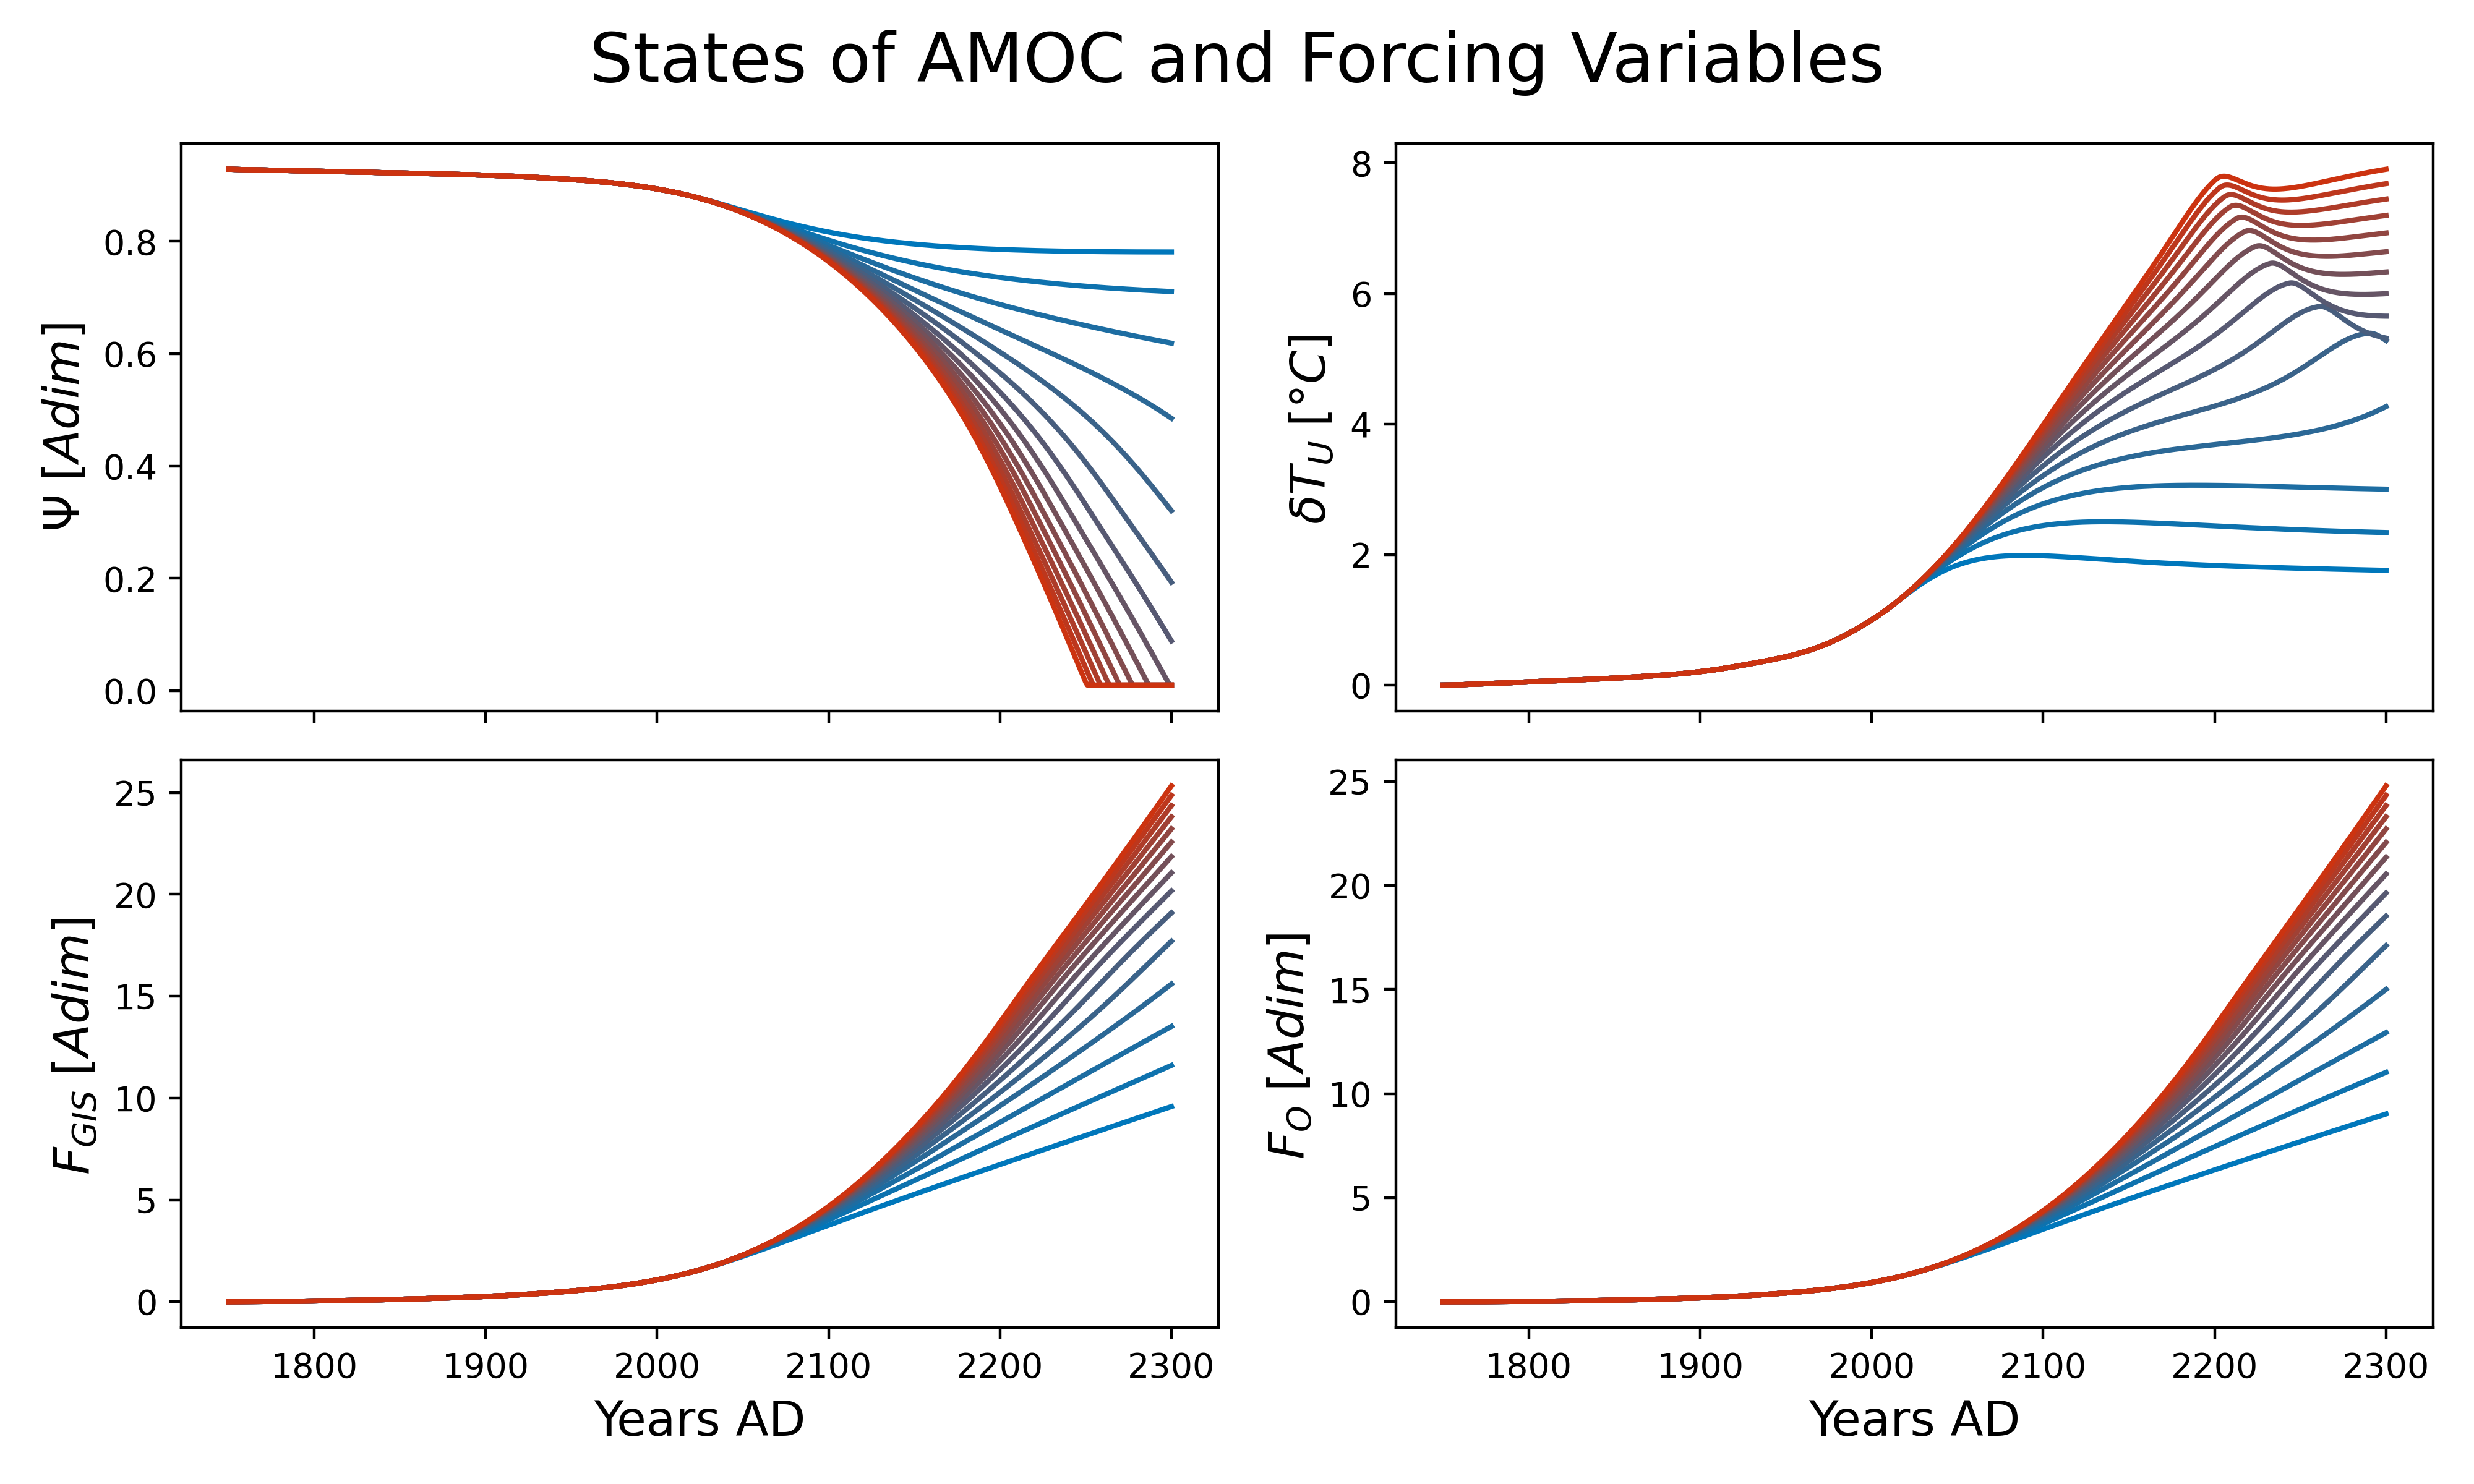 States of AMOC and Forcing Variables
Ψ [Adim]
0.8
0.6
0.4
0.2
0.0
δT_U [°C]
8
6
4
2
0
F_GIS [Adim]
25
20
15
10
5
0
1800 1900 2000 2100 2200 2300
Years AD
F_O [Adim]
25
20
15
10
5
0
1800 1900 2000 2100 2200 2300
Years AD